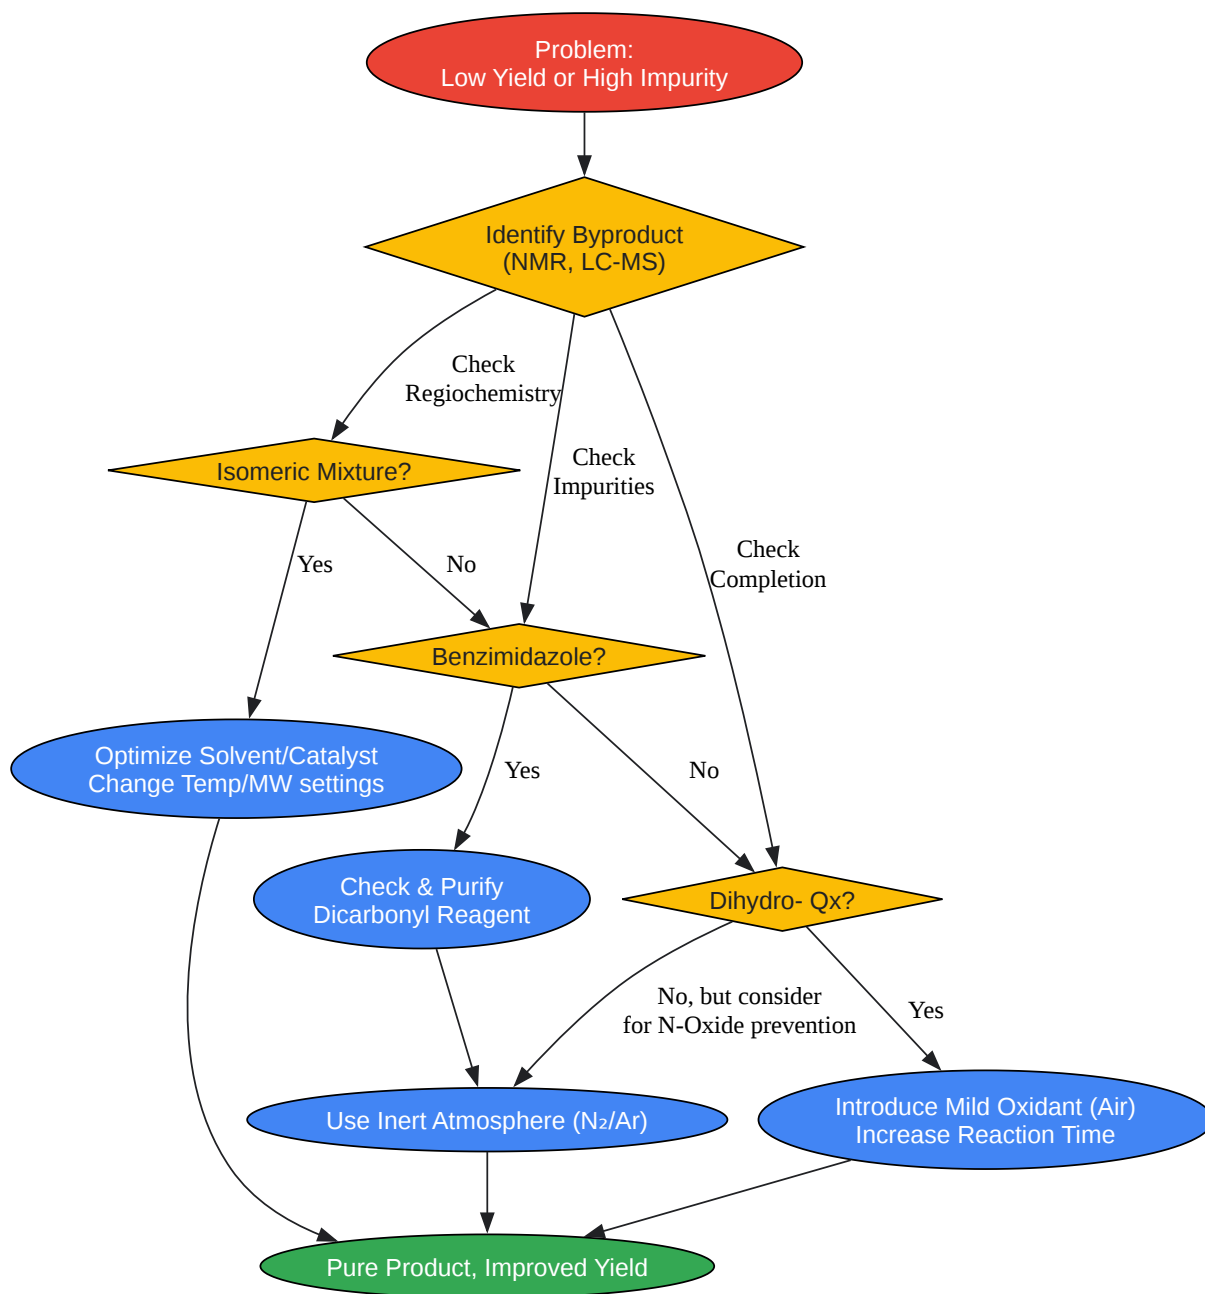 Problem:
Low Yield or High Impurity
Identify Byproduct
(NMR, LC-MS)
Check
Regiochemistry
Isomeric Mixture?
Check
Impurities
Check
Completion
Yes
No
Benzimidazole?
Optimize Solvent/Catalyst
Change Temp/MW settings
Yes
No
Check & Purify
Dicarbonyl Reagent
Dihydro- Qx?
No, but consider
for N-Oxide prevention
Yes
Use Inert Atmosphere (N₂/Ar)
Introduce Mild Oxidant (Air)
Increase Reaction Time
Pure Product, Improved Yield